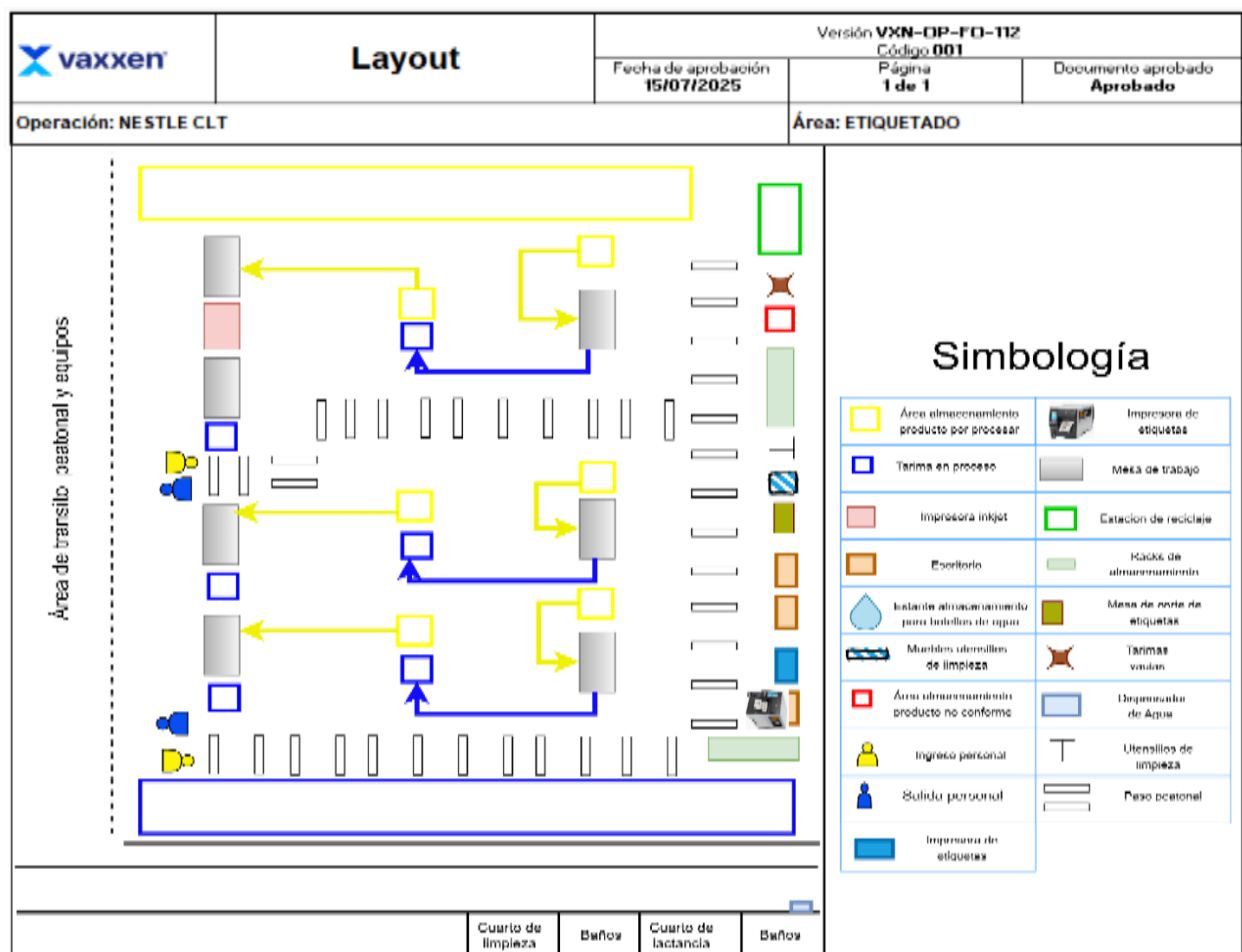 vaxxen
Layout
Versión VXN-OP-FO-112
Código 001
Fecha de aprobación
15/07/2025
Página
1 de 1
Documento aprobado
Aprobado
Operación: NESTLE CLT
Área: ETIQUETADO
Área de transito peatonal y equipos
Simbología
Área almacenamiento
producto por procesar
Impresora de
etiquetas
Tarima en proceso
Mesa de trabajo
Impresora inkjet
Estacion de reciclaje
Escritorio
Racks de
almacenamiento
Estante almacenamiento
para botellas de agua
Mesa de corte de
etiquetas
Muebles utensilios
de limpieza
Tarimas
vacias
Área almacenamiento
producto no conforme
Dispensador
de Agua
Ingreso personal
Utensilios de
limpieza
Salida personal
Paso peatonal
Impresora de
etiquetas
Cuarto de
limpieza
Baños
Cuarto de
lactancia
Baños